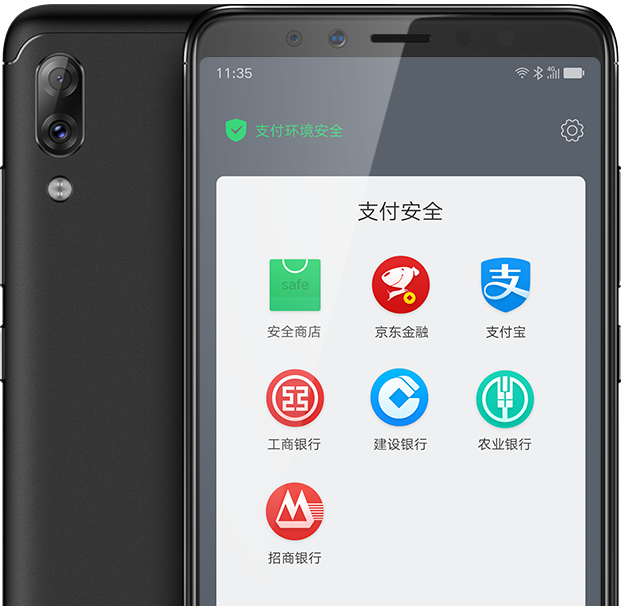 11:35
4G
支付环境安全
支付安全
safe
安全商店 京东金融 支付宝
支
工商银行 建设银行 农业银行
招商银行